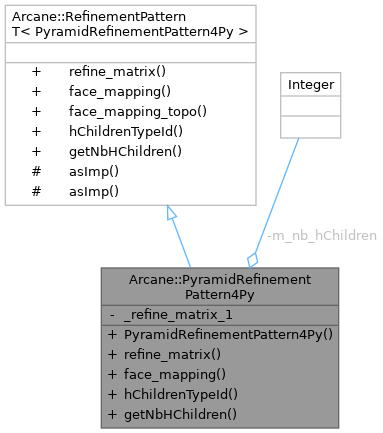 Arcane::RefinementPattern
T< PyramidRefinementPattern4Py >
+ refine_matrix()
+ face_mapping()
+ face_mapping_topo()
+ hChildrenTypeId()
+ getNbHChildren()
# asImp()
# asImp()
Integer
-m_nb_hChildren
Arcane::PyramidRefinement
Pattern4Py
- _refine_matrix_1
+ PyramidRefinementPattern4Py()
+ refine_matrix()
+ face_mapping()
+ hChildrenTypeId()
+ getNbHChildren()